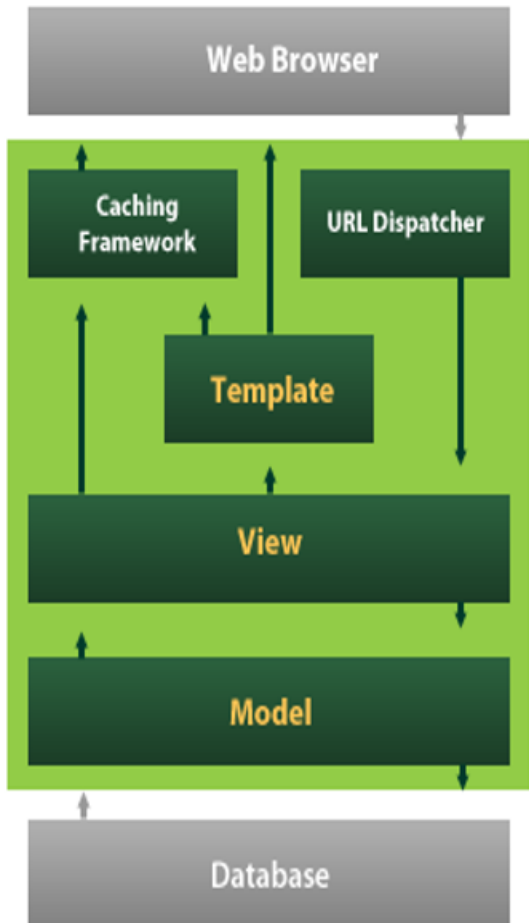 Web Browser
Caching
Framework
URL Dispatcher
Template
View
Model
Database